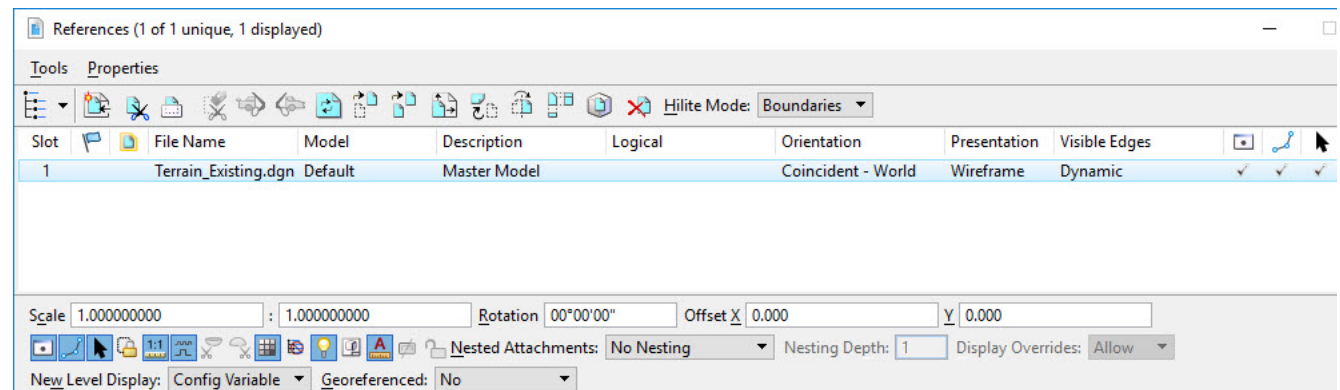 References (1 of 1 unique, 1 displayed)
Tools Properties
Hilite Mode: Boundaries
Slot File Name Model Description Logical Orientation Presentation Visible Edges
1 Terrain_Existing.dgn Default Master Model Coincident - World Wireframe Dynamic
Scale 1.000000000 : 1.000000000 Rotation 00°00'00" Offset X 0.000 Y 0.000
1:1 A Nested Attachments: No Nesting Nesting Depth: 1 Display Overrides: Allow
New Level Display: Config Variable Georeferenced: No